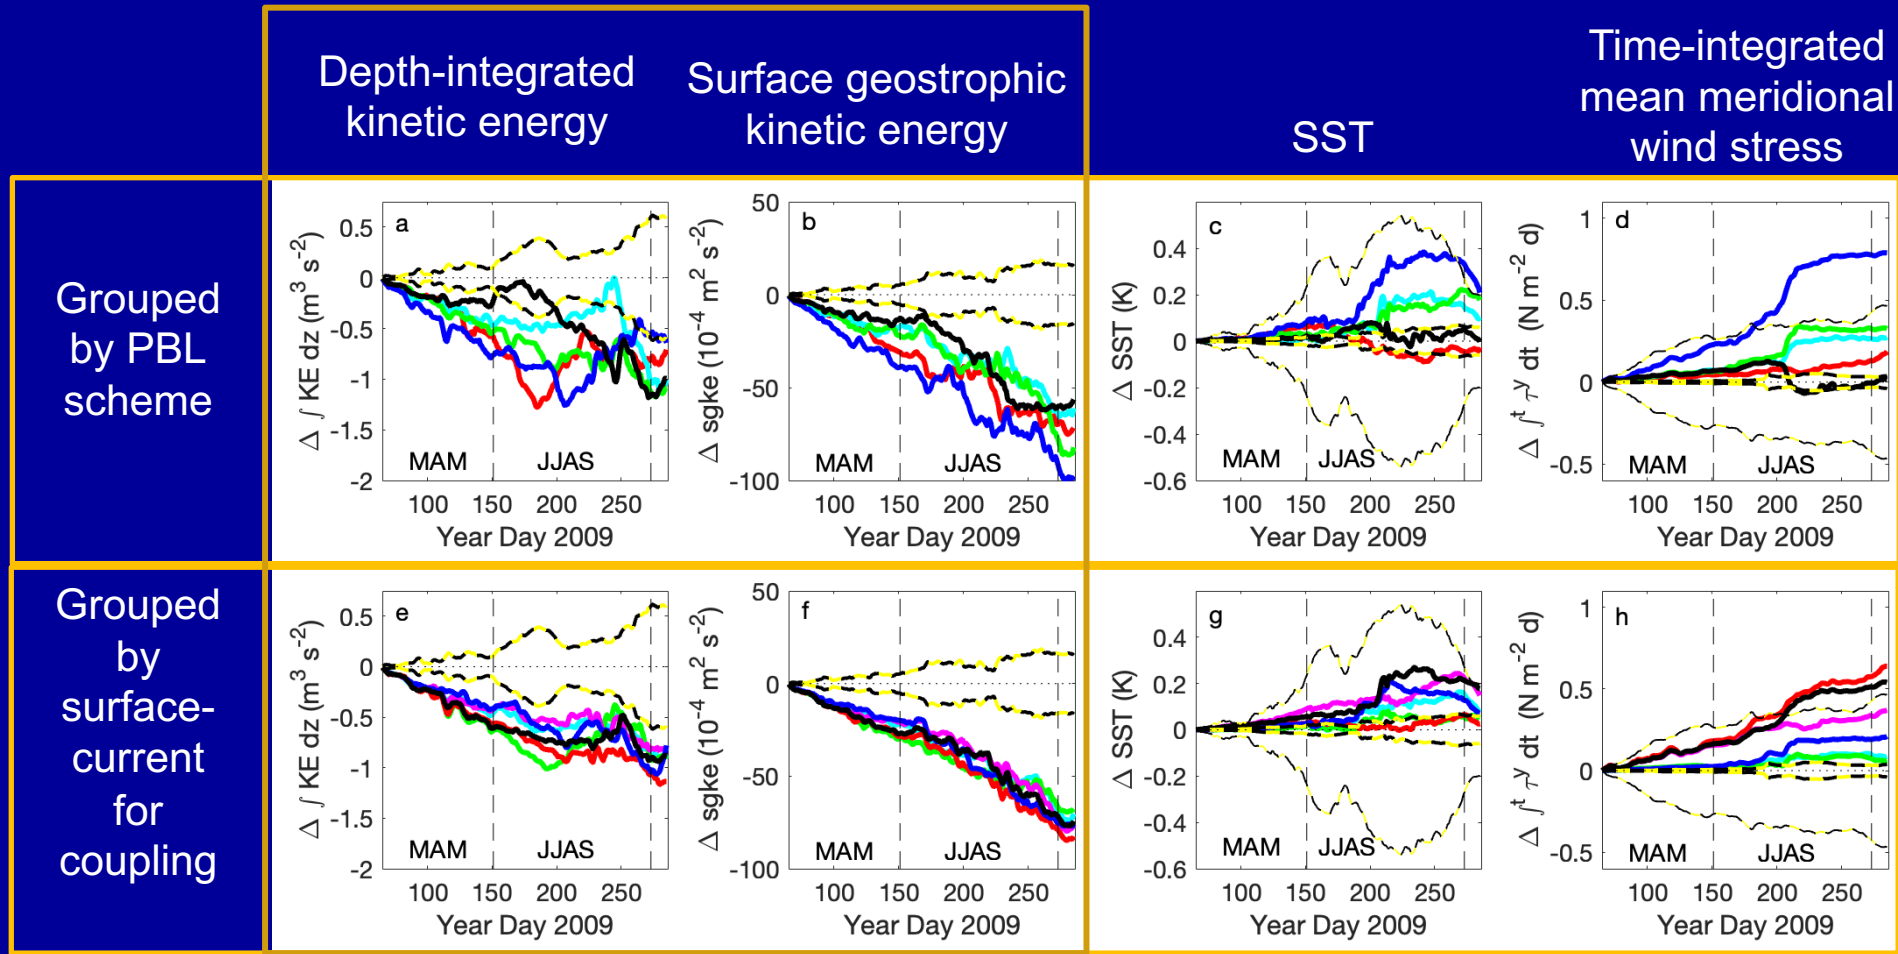 Depth-integrated
kinetic energy
Surface geostrophic
kinetic energy
SST
Time-integrated
mean meridional
wind stress
Grouped
by PBL
scheme
a
0.5
0
-0.5
-1
-1.5
-2
Δ ∫ KE dz (m³ s⁻²)
MAM
JJAS
100 150 200 250
Year Day 2009
b
50
0
-50
-100
Δ sgke (10⁻⁴ m² s⁻²)
MAM
JJAS
100 150 200 250
Year Day 2009
c
0.4
0.2
0
-0.2
-0.4
-0.6
Δ SST (K)
MAM
JJAS
100 150 200 250
Year Day 2009
d
1
0.5
0
-0.5
Δ ∫ᵗ τʸ dt (N m⁻² d)
MAM
JJAS
100 150 200 250
Year Day 2009
Grouped
by
surface-
current
for
coupling
e
0.5
0
-0.5
-1
-1.5
-2
Δ ∫ KE dz (m³ s⁻²)
MAM
JJAS
100 150 200 250
Year Day 2009
f
50
0
-50
-100
Δ sgke (10⁻⁴ m² s⁻²)
MAM
JJAS
100 150 200 250
Year Day 2009
g
0.4
0.2
0
-0.2
-0.4
-0.6
Δ SST (K)
MAM
JJAS
100 150 200 250
Year Day 2009
h
1
0.5
0
-0.5
Δ ∫ᵗ τʸ dt (N m⁻² d)
MAM
JJAS
100 150 200 250
Year Day 2009